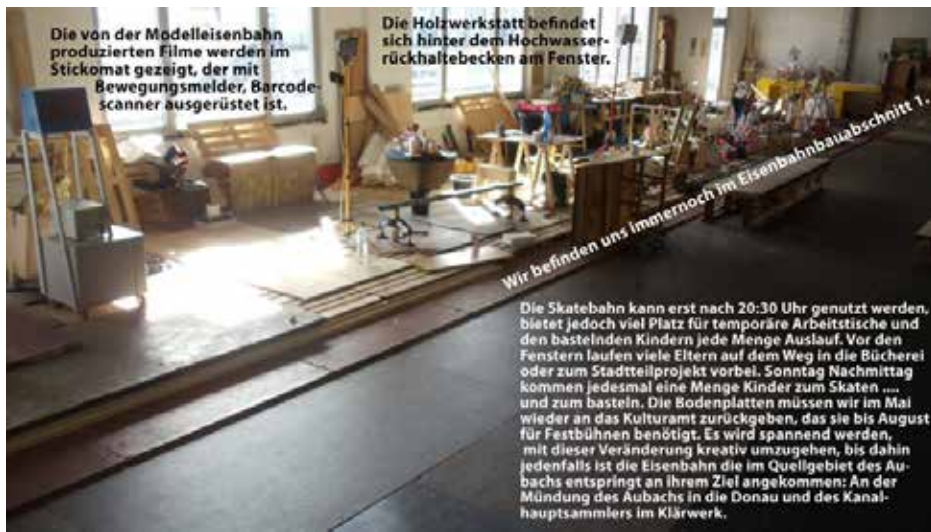 Die von der Modelleisenbahn
produzierten Filme werden im
Stickomat gezeigt, der mit
Bewegungsmelder, Barcode-
scanner ausgerüstet ist.
Die Holzwerkstatt befindet
sich hinter dem Hochwasser-
rückhaltebecken am Fenster.
Wir befinden uns immernoch im Eisenbahnbauabschnitt 1.
Die Skatebahn kann erst nach 20:30 Uhr genutzt werden,
bietet jedoch viel Platz für temporäre Arbeitstische und
den bastelnden Kindern jede Menge Auslauf. Vor den
Fenstern laufen viele Eltern auf dem Weg in die Bücherei
oder zum Stadtteilprojekt vorbei. Sonntag Nachmittag
kommen jedesmal eine Menge Kinder zum Skaten ....
und zum basteln. Die Bodenplatten müssen wir im Mai
wieder an das Kulturamt zurückgeben, das sie bis August
für Festbühnen benötigt. Es wird spannend werden,
mit dieser Veränderung kreativ umzugehen, bis dahin
jedenfalls ist die Eisenbahn die im Quellgebiet des Au-
bachs entspringt an ihrem Ziel angekommen: An der
Mündung des Aubachs in die Donau und des Kanal-
hauptsammlers im Klärwerk.